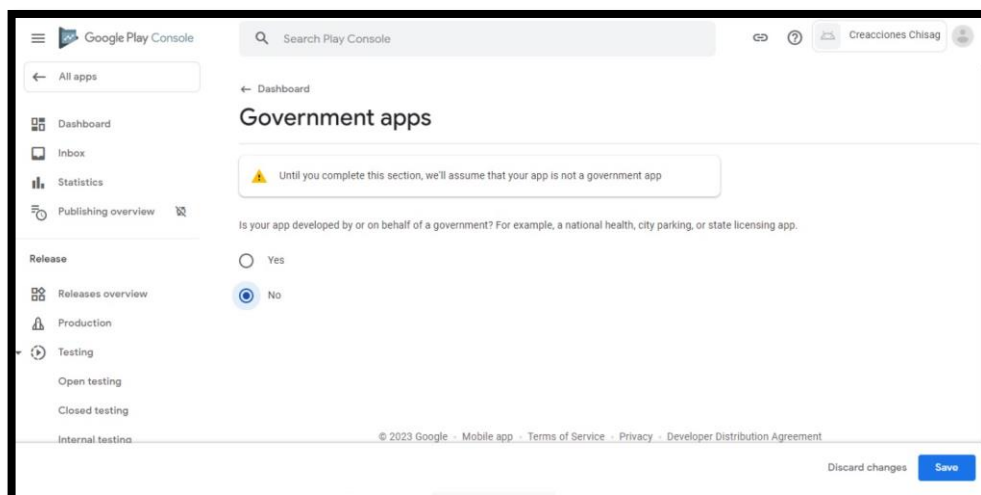 Google Play Console
Search Play Console
Creacciones Chisag
All apps
Dashboard
Inbox
Statistics
Publishing overview
Release
Releases overview
Production
Testing
Open testing
Closed testing
Internal testing
Dashboard
Government apps
Until you complete this section, we'll assume that your app is not a government app
Is your app developed by or on behalf of a government? For example, a national health, city parking, or state licensing app.
Yes
No
© 2023 Google · Mobile app · Terms of Service · Privacy · Developer Distribution Agreement
Discard changes
Save